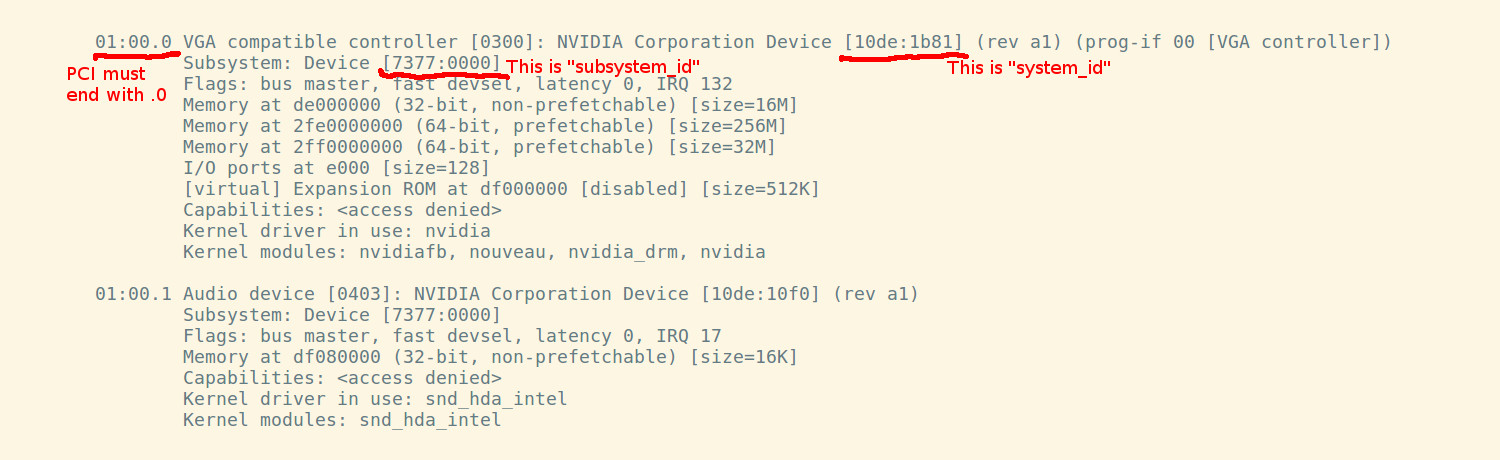 01:00.0 VGA compatible controller [0300]: NVIDIA Corporation Device [10de:1b81] (rev a1) (prog-if 00 [VGA controller])
PCI must
end with .0
Subsystem: Device [7377:0000]
This is "subsystem_id"
This is "system_id"
Flags: bus master, fast devsel, latency 0, IRQ 132
Memory at de000000 (32-bit, non-prefetchable) [size=16M]
Memory at 2fe0000000 (64-bit, prefetchable) [size=256M]
Memory at 2ff0000000 (64-bit, prefetchable) [size=32M]
I/O ports at e000 [size=128]
[virtual] Expansion ROM at df000000 [disabled] [size=512K]
Capabilities: <access denied>
Kernel driver in use: nvidia
Kernel modules: nvidiafb, nouveau, nvidia_drm, nvidia
01:00.1 Audio device [0403]: NVIDIA Corporation Device [10de:10f0] (rev a1)
Subsystem: Device [7377:0000]
Flags: bus master, fast devsel, latency 0, IRQ 17
Memory at df080000 (32-bit, non-prefetchable) [size=16K]
Capabilities: <access denied>
Kernel driver in use: snd_hda_intel
Kernel modules: snd_hda_intel